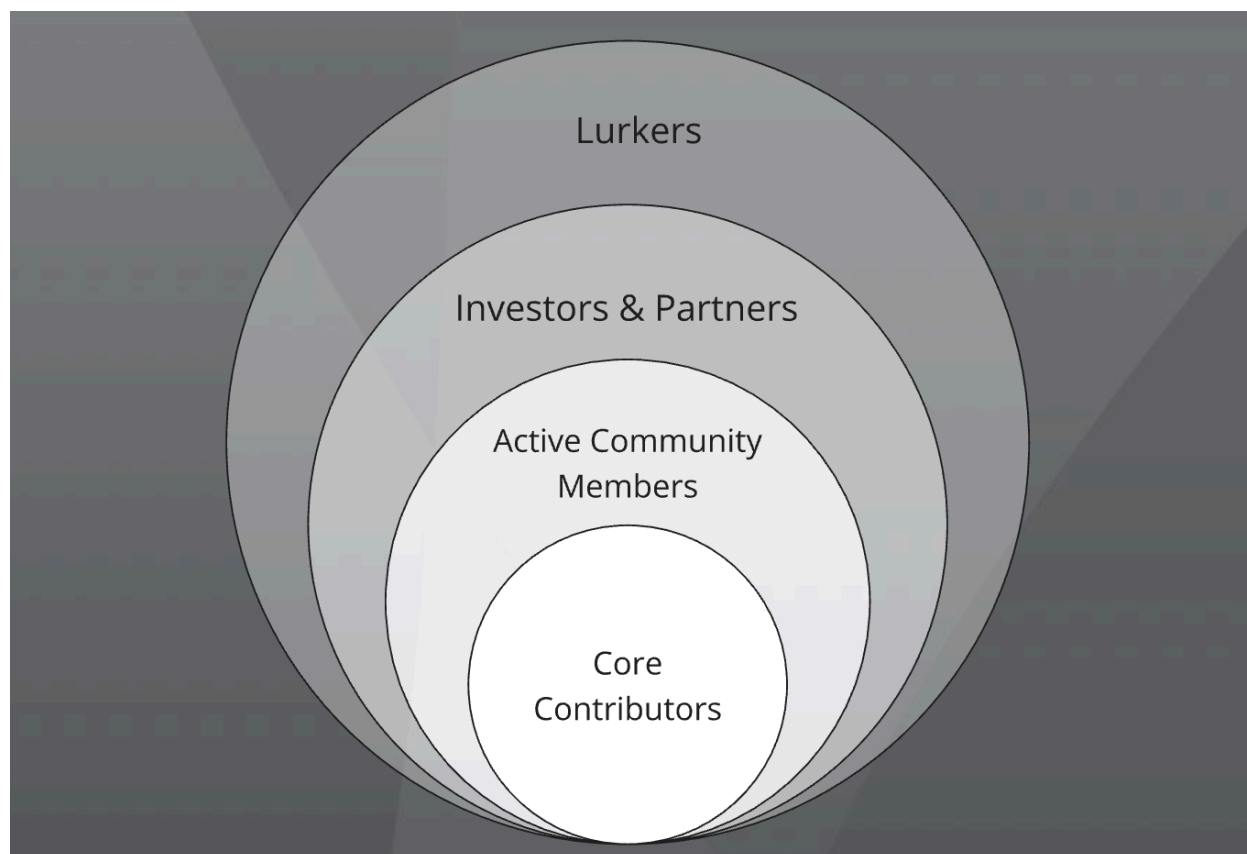 Lurkers
Investors & Partners
Active Community
Members
Core
Contributors